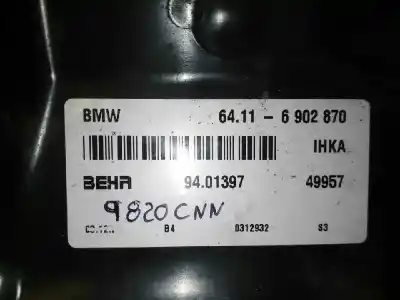 BMW 64.11 - 6 902 870
IHKA
BEHR 94.01397 49957
9820CNN
B4 0312932 S3